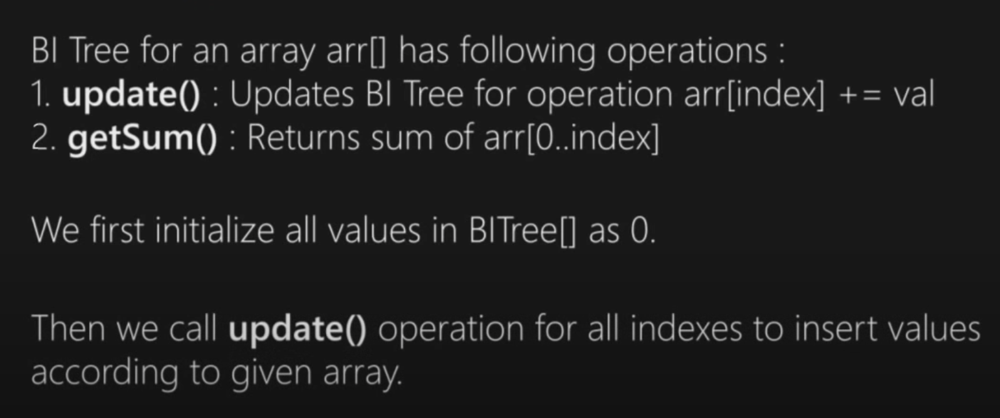 BI Tree for an array arr[] has following operations :
1. update() : Updates BI Tree for operation arr[index] += val
2. getSum() : Returns sum of arr[0..index]
We first initialize all values in BITree[] as 0.
Then we call update() operation for all indexes to insert values
according to given array.